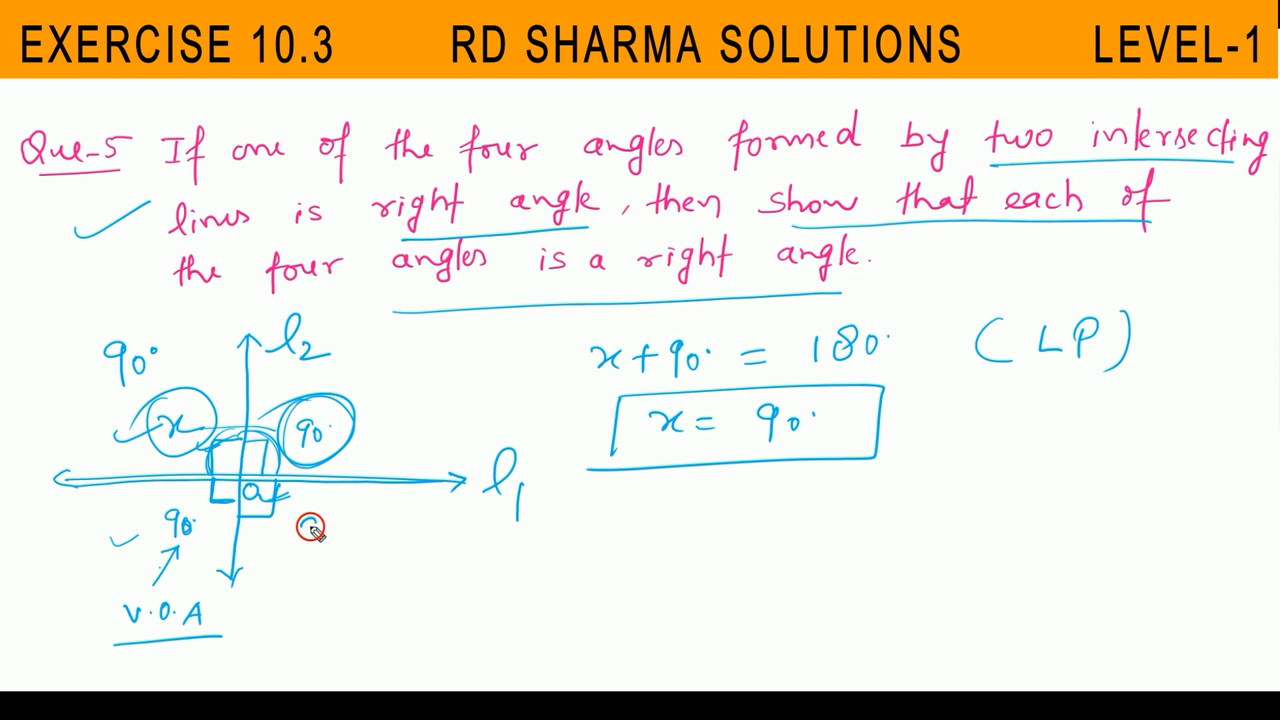 EXERCISE 10.3 RD SHARMA SOLUTIONS LEVEL-1
Que-5 If one of the four angles formed by two intersecting
lines is right angle, then show that each of
the four angles is a right angle.
90°
l2
x + 90° = 180° (LP)
x
90°
x = 90°
l1
a
90°
V.O.A